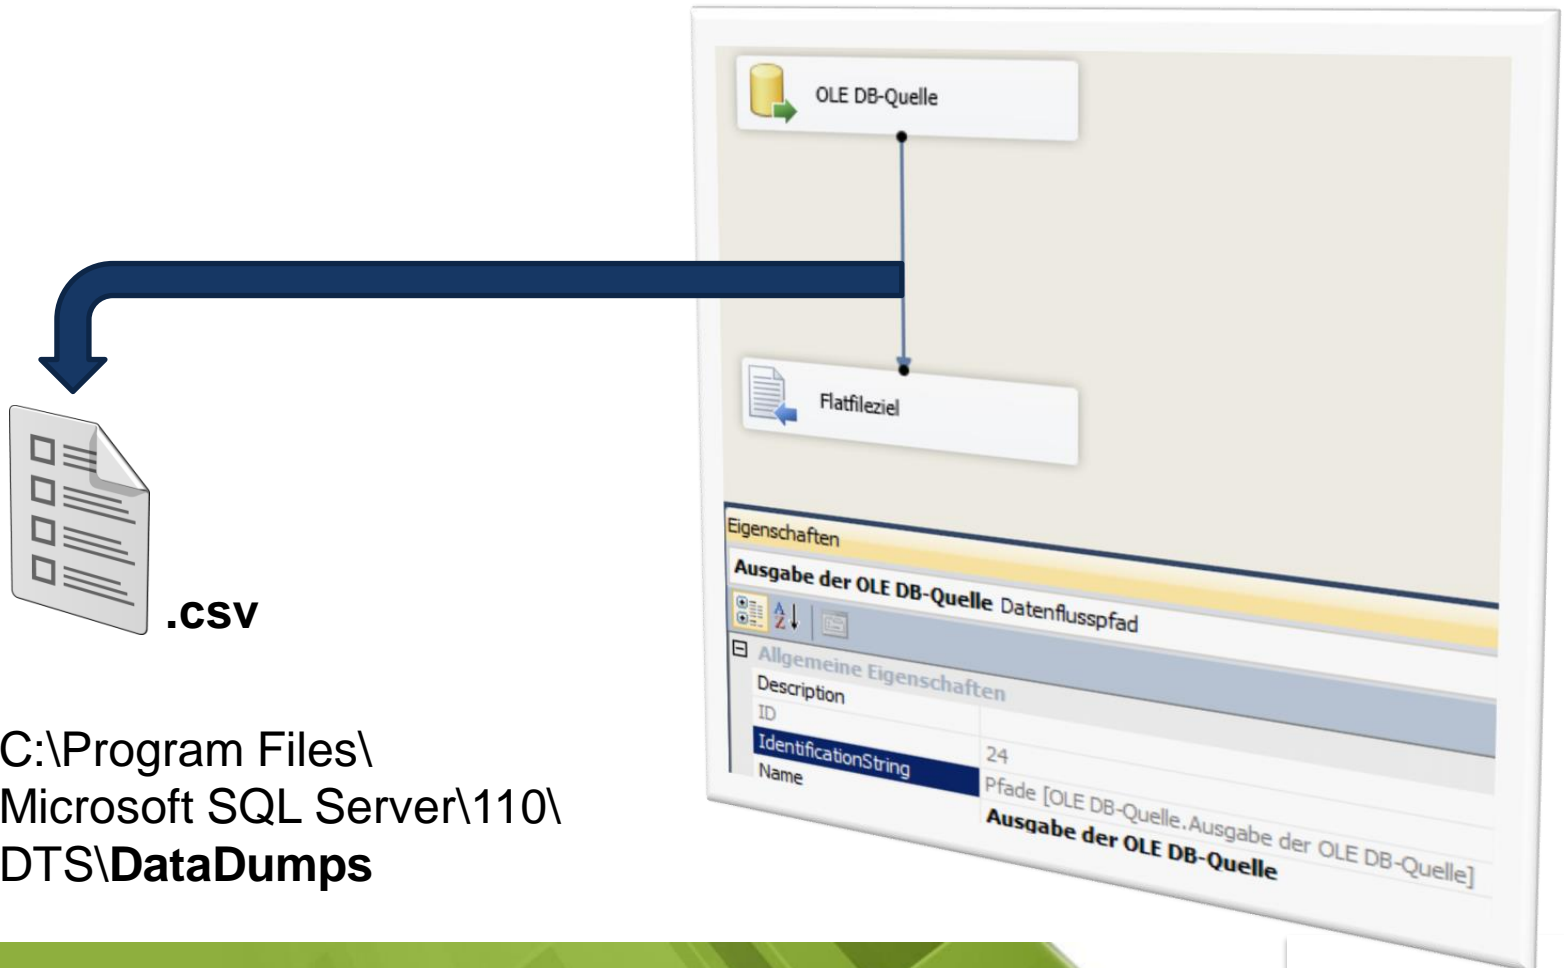 OLE DB-Quelle
Flatfileziel
.csv
C:\Program Files\
Microsoft SQL Server\110\
DTS\DataDumps
Eigenschaften
Ausgabe der OLE DB-Quelle Datenflusspfad
Allgemeine Eigenschaften
Description
ID 24
IdentificationString Pfade [OLE DB-Quelle.Ausgabe der OLE DB-Quelle]
Name Ausgabe der OLE DB-Quelle